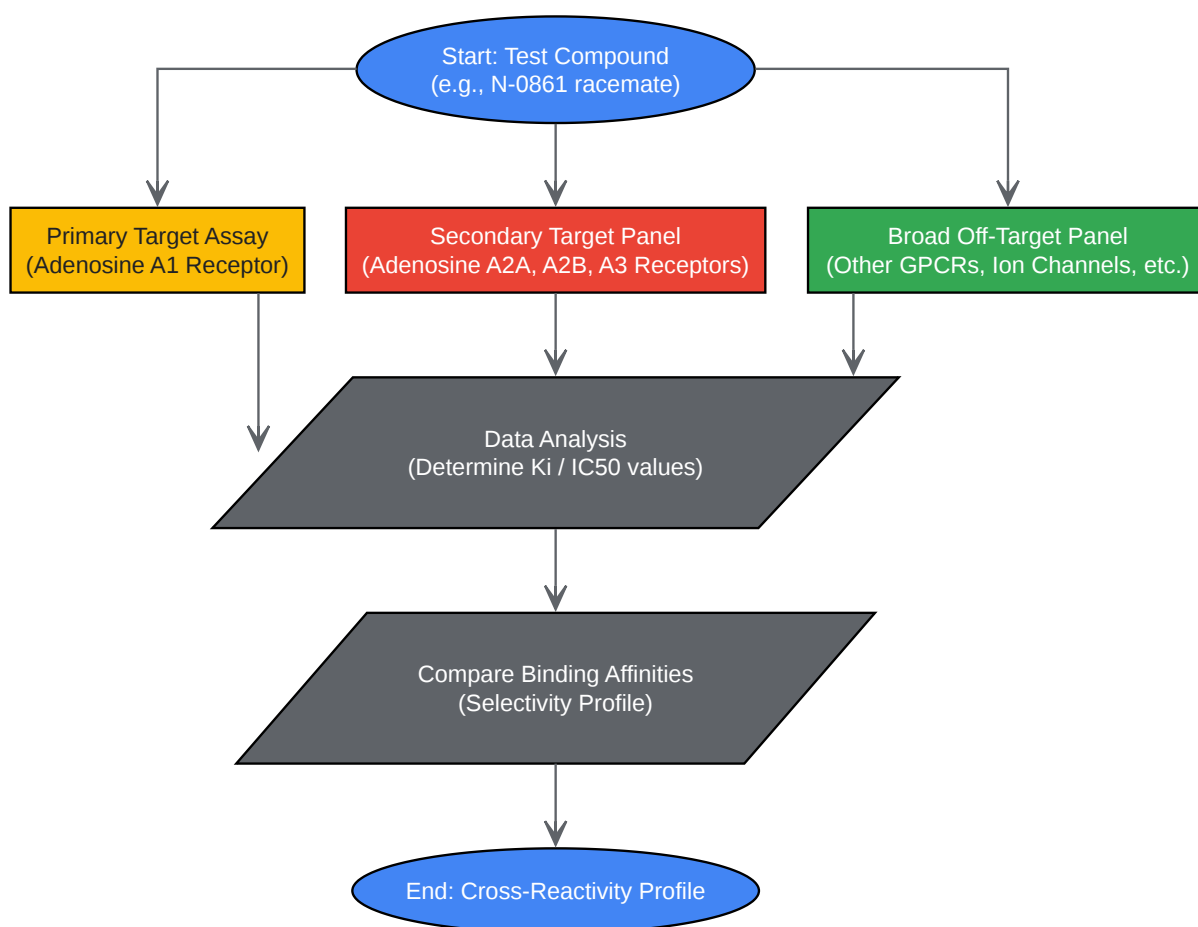 Start: Test Compound
(e.g., N-0861 racemate)
Primary Target Assay
(Adenosine A1 Receptor)
Secondary Target Panel
(Adenosine A2A, A2B, A3 Receptors)
Broad Off-Target Panel
(Other GPCRs, Ion Channels, etc.)
Data Analysis
(Determine Ki / IC50 values)
Compare Binding Affinities
(Selectivity Profile)
End: Cross-Reactivity Profile